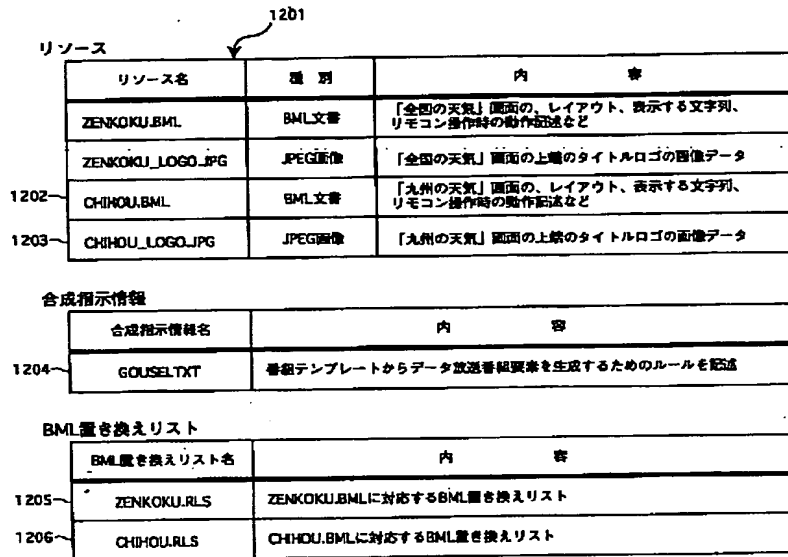 1201
リソース
リソース名 種 別 内 容
ZENKOKU.BML BML文書 「全国の天気」画面の、レイアウト、表示する文字列、
リモコン操作時の動作記述など
ZENKOKU_LOGO.JPG JPEG画像 「全国の天気」画面の上端のタイトルロゴの画像データ
1202 CHIHOU.BML BML文書 「九州の天気」画面の、レイアウト、表示する文字列、
リモコン操作時の動作記述など
1203 CHIHOU_LOGO.JPG JPEG画像 「九州の天気」画面の上端のタイトルロゴの画像データ
合成指示情報
合成指示情報名 内 容
1204 GOUSEI.TXT 番組テンプレートからデータ放送番組要素を生成するためのルールを記述
BML置き換えリスト
BML置き換えリスト名 内 容
1205 ZENKOKU.RLS ZENKOKU.BMLに対応するBML置き換えリスト
1206 CHIHOU.RLS CHIHOU.BMLに対応するBML置き換えリスト